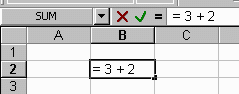 SUM = = 3 + 2
A B C
1
2 = 3 + 2
3